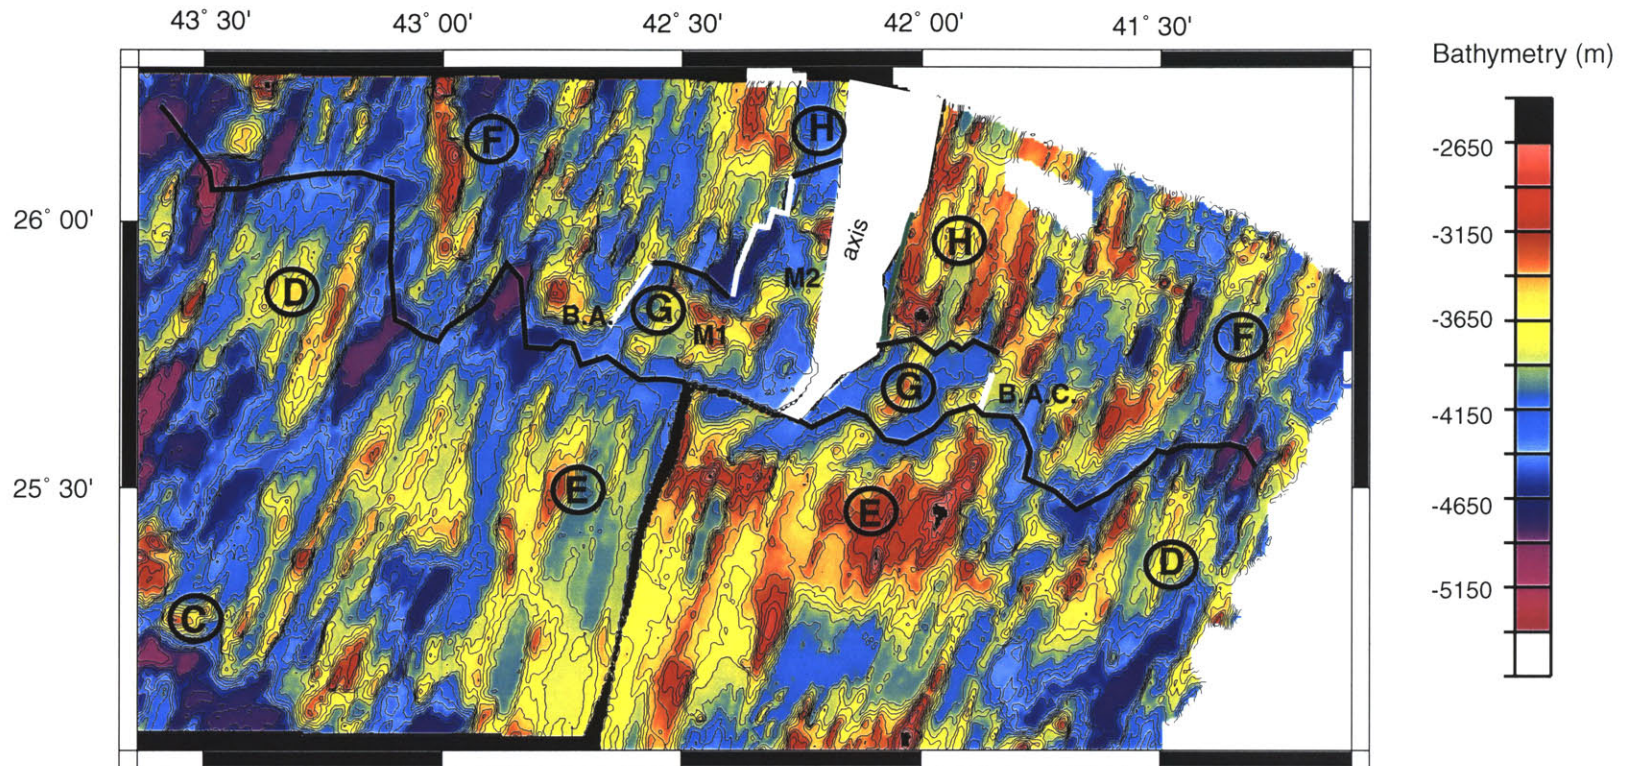 43˚ 30' 43˚ 00' 42˚ 30' 42˚ 00' 41˚ 30'
Bathymetry (m)
H
F
-2650
26˚ 00'
axis
H
-3150
M2
D
B.A. G
M1
F
-3650
G B.A.C.
-4150
25˚ 30'
E
E
-4650
D
-5150
C